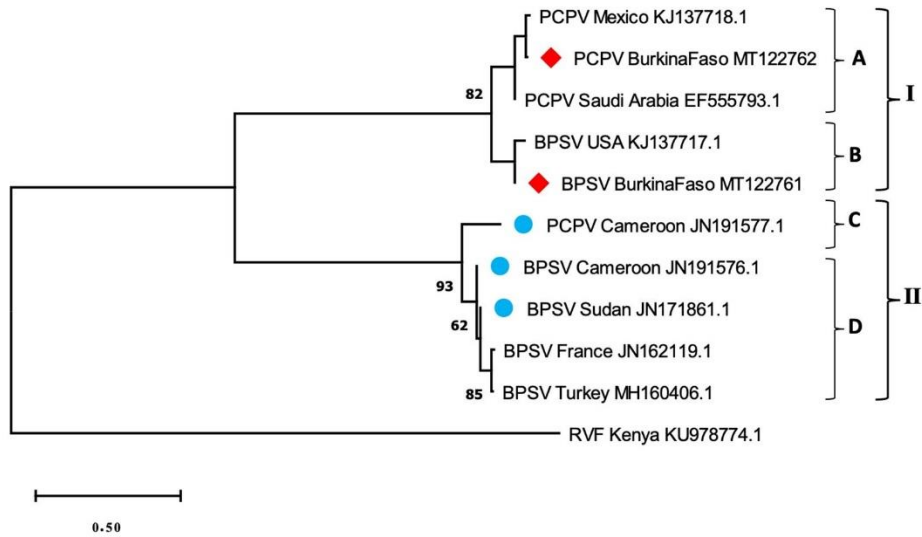 PCPV Mexico KJ137718.1
PCPV BurkinaFaso MT122762
A
82
PCPV Saudi Arabia EF555793.1
I
BPSV USA KJ137717.1
B
BPSV BurkinaFaso MT122761
PCPV Cameroon JN191577.1
C
BPSV Cameroon JN191576.1
93
II
BPSV Sudan JN171861.1
62
D
BPSV France JN162119.1
85
BPSV Turkey MH160406.1
RVF Kenya KU978774.1
0.50